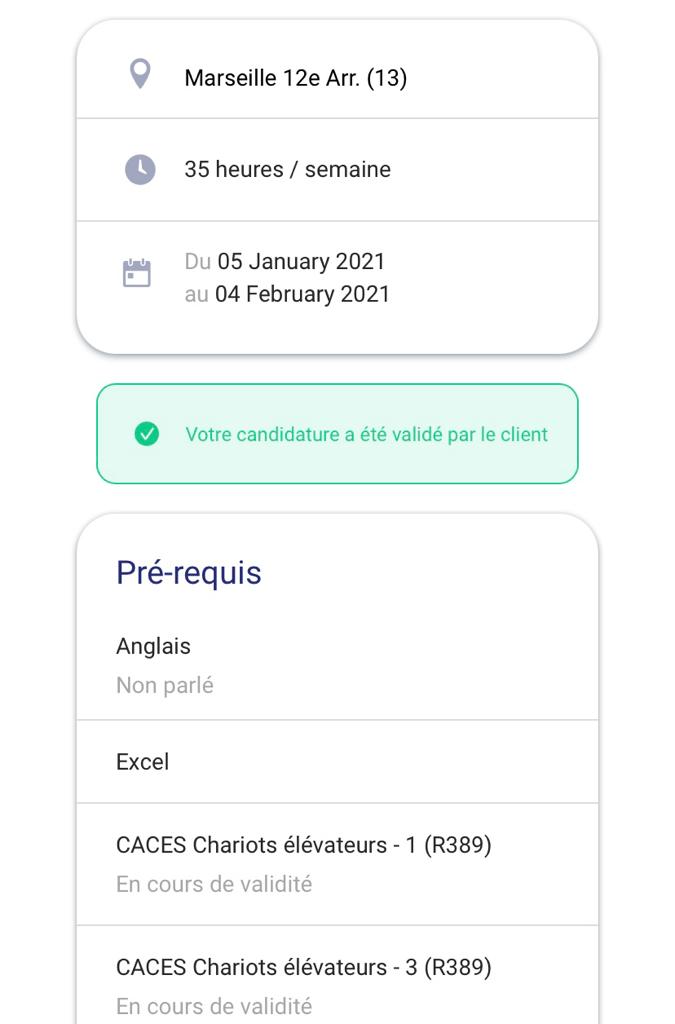 Marseille 12e Arr. (13)
35 heures / semaine
Du 05 January 2021
au 04 February 2021
Votre candidature a été validé par le client
Pré-requis
Anglais
Non parlé
Excel
CACES Chariots élévateurs - 1 (R389)
En cours de validité
CACES Chariots élévateurs - 3 (R389)
En cours de validité